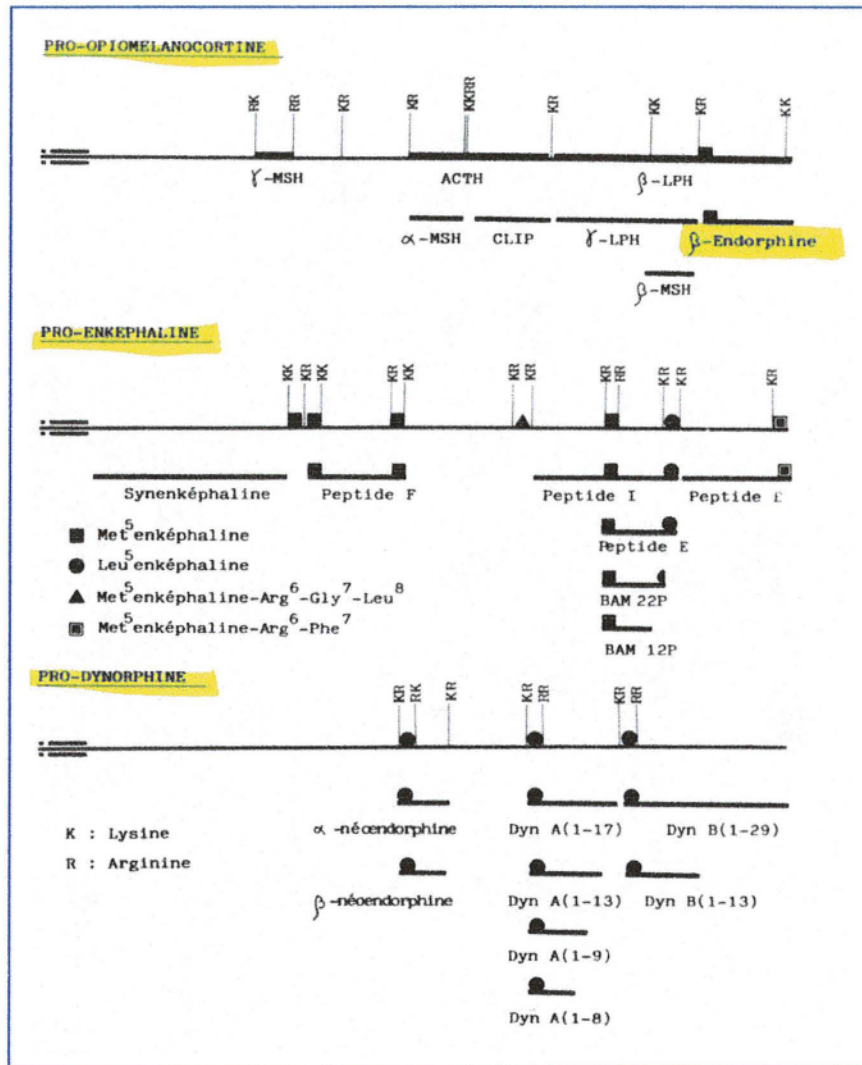 PRO-OPIOMELANOCORTINE
RK RR KR KR KKRR KR KK KR KK
γ-MSH ACTH β-LPH
α-MSH CLIP γ-LPH β-Endorphine
β-MSH
PRO-ENKEPHALINE
KK KR KK KR KK KR KR KR RR KR KR KR
Synenképhaline Peptide F Peptide I Peptide E
■ Met⁵enképhaline
Peptide E
● Leu⁵enképhaline
▲ Met⁵enképhaline-Arg⁶-Gly⁷-Leu⁸
BAM 22P
▣ Met⁵enképhaline-Arg⁶-Phe⁷
BAM 12P
PRO-DYNORPHINE
KR RK KR KR RR KR RR
K : Lysine
α-néoendorphine Dyn A(1-17) Dyn B(1-29)
R : Arginine
β-néoendorphine Dyn A(1-13) Dyn B(1-13)
Dyn A(1-9)
Dyn A(1-8)